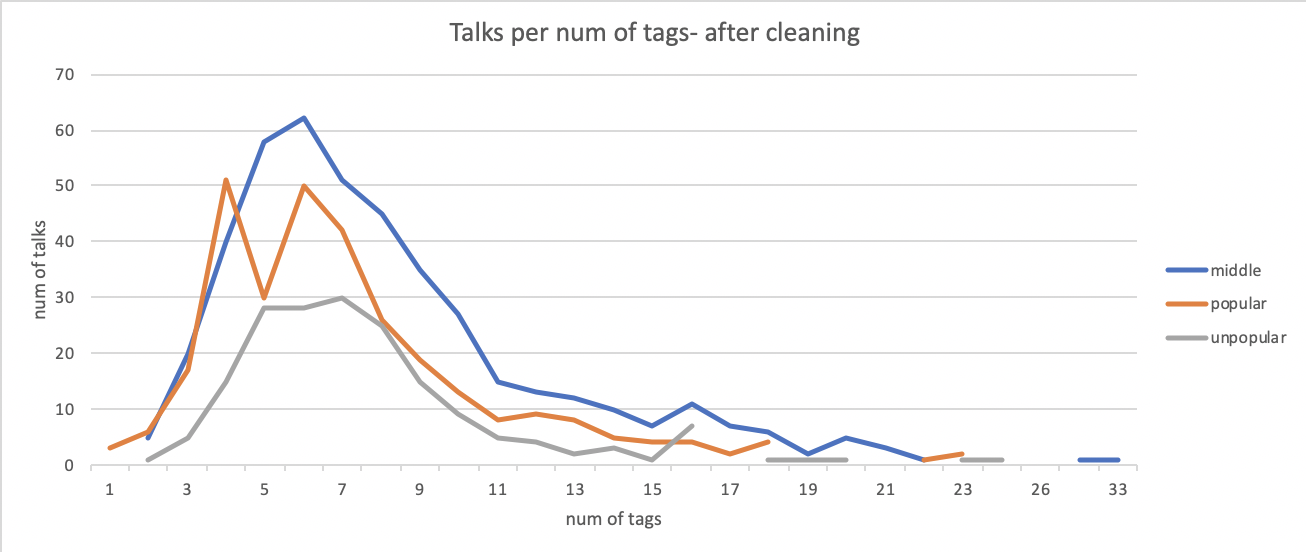 Talks per num of tags- after cleaning
70
60
50
40
30
20
10
0
num of talks
1 3 5 7 9 11 13 15 17 19 21 23 26 33
num of tags
middle
popular
unpopular